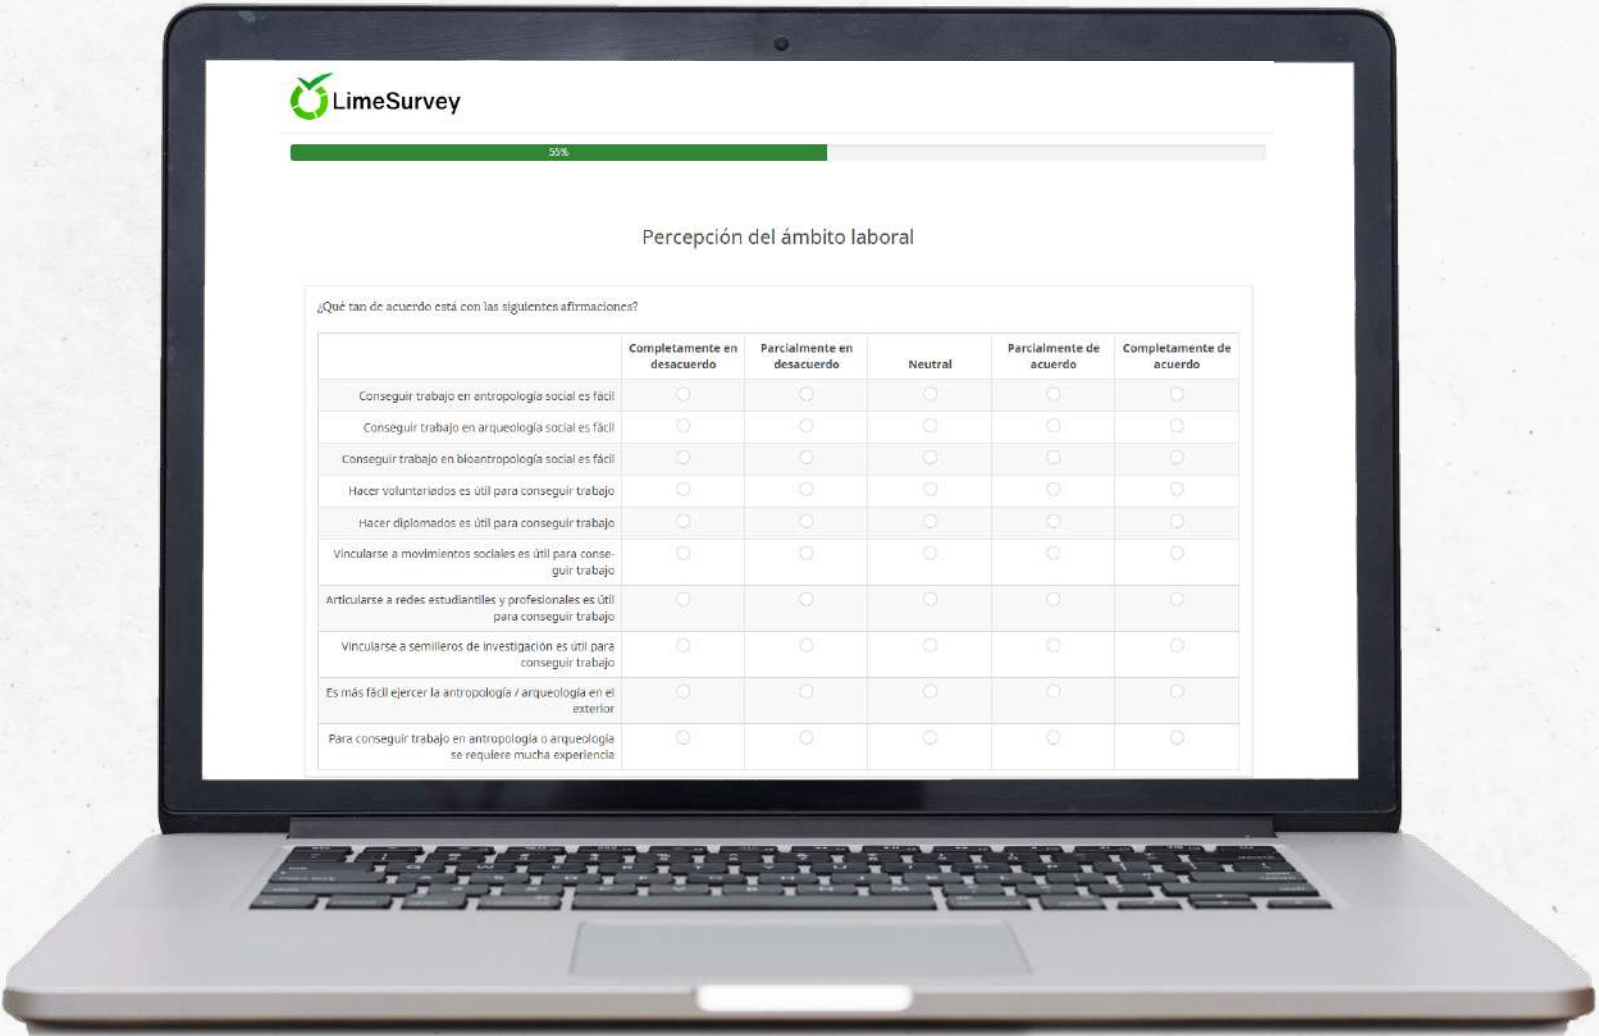 LimeSurvey
55%
Percepción del ámbito laboral
¿Qué tan de acuerdo está con las siguientes afirmaciones?
Completamente en desacuerdo
Parcialmente en desacuerdo
Neutral
Parcialmente de acuerdo
Completamente de acuerdo
Conseguir trabajo en antropología social es fácil
Conseguir trabajo en arqueología social es fácil
Conseguir trabajo en bioantropología social es fácil
Hacer voluntariados es útil para conseguir trabajo
Hacer diplomados es útil para conseguir trabajo
Vincularse a movimientos sociales es útil para conse-
guir trabajo
Articularse a redes estudiantiles y profesionales es útil
para conseguir trabajo
Vincularse a semilleros de investigación es útil para
conseguir trabajo
Es más fácil ejercer la antropología / arqueología en el
exterior
Para conseguir trabajo en antropología o arqueología
se requiere mucha experiencia